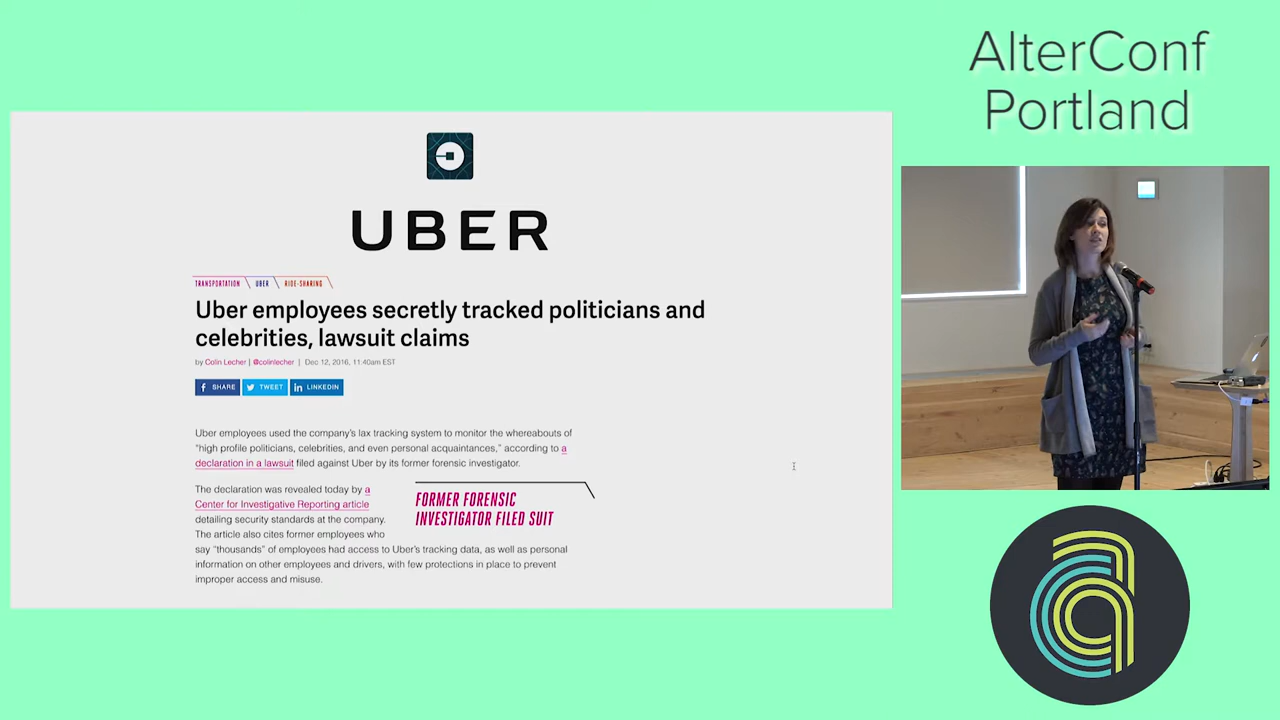 AlterConf
Portland
UBER
TRANSPORTATION UBER RIDE-SHARING
Uber employees secretly tracked politicians and
celebrities, lawsuit claims
by Colin Lecher | @colinlecher | Dec 12, 2016, 11:40am EST
f SHARE TWEET in LINKEDIN
Uber employees used the company's lax tracking system to monitor the whereabouts of
"high profile politicians, celebrities, and even personal acquaintances," according to a
declaration in a lawsuit filed against Uber by its former forensic investigator.
The declaration was revealed today by a
Center for Investigative Reporting article
detailing security standards at the company.
The article also cites former employees who
say "thousands" of employees had access to Uber's tracking data, as well as personal
information on other employees and drivers, with few protections in place to prevent
improper access and misuse.
FORMER FORENSIC
INVESTIGATOR FILED SUIT